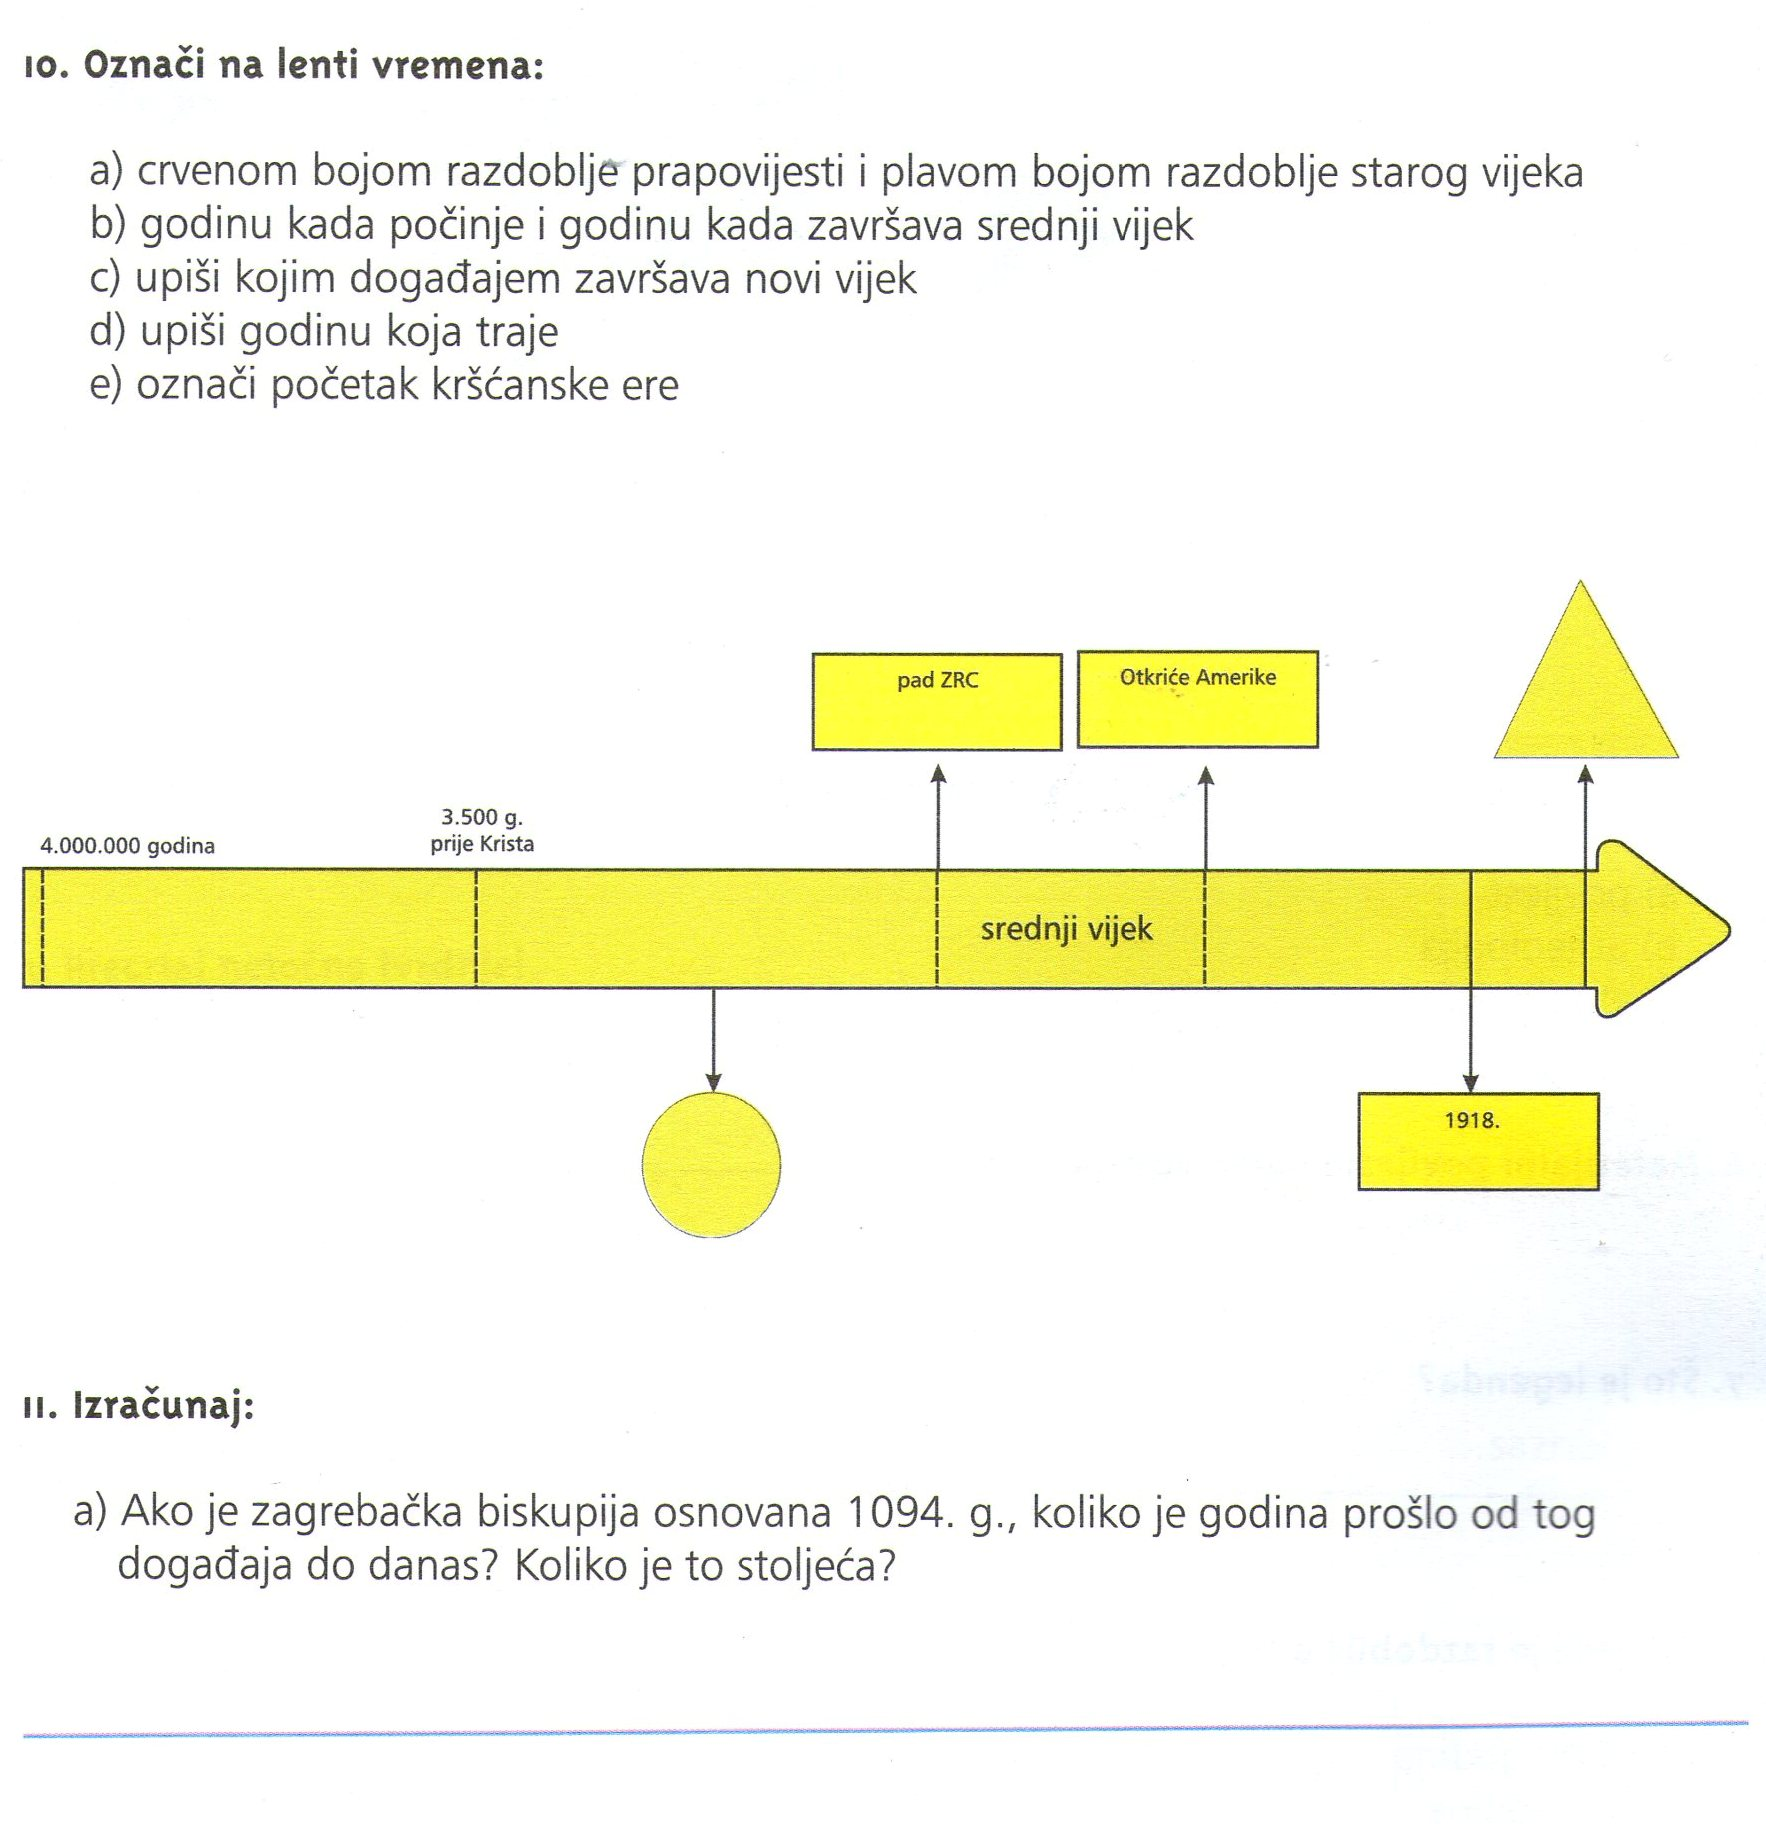 10. Označi na lenti vremena:
a) crvenom bojom razdoblje prapovijesti i plavom bojom razdoblje starog vijeka
b) godinu kada počinje i godinu kada završava srednji vijek
c) upiši kojim događajem završava novi vijek
d) upiši godinu koja traje
e) označi početak kršćanske ere
pad ZRC
Otkriće Amerike
4.000.000 godina
3.500 g.
prije Krista
srednji vijek
1918.
11. Izračunaj:
a) Ako je zagrebačka biskupija osnovana 1094. g., koliko je godina prošlo od tog
događaja do danas? Koliko je to stoljeća?